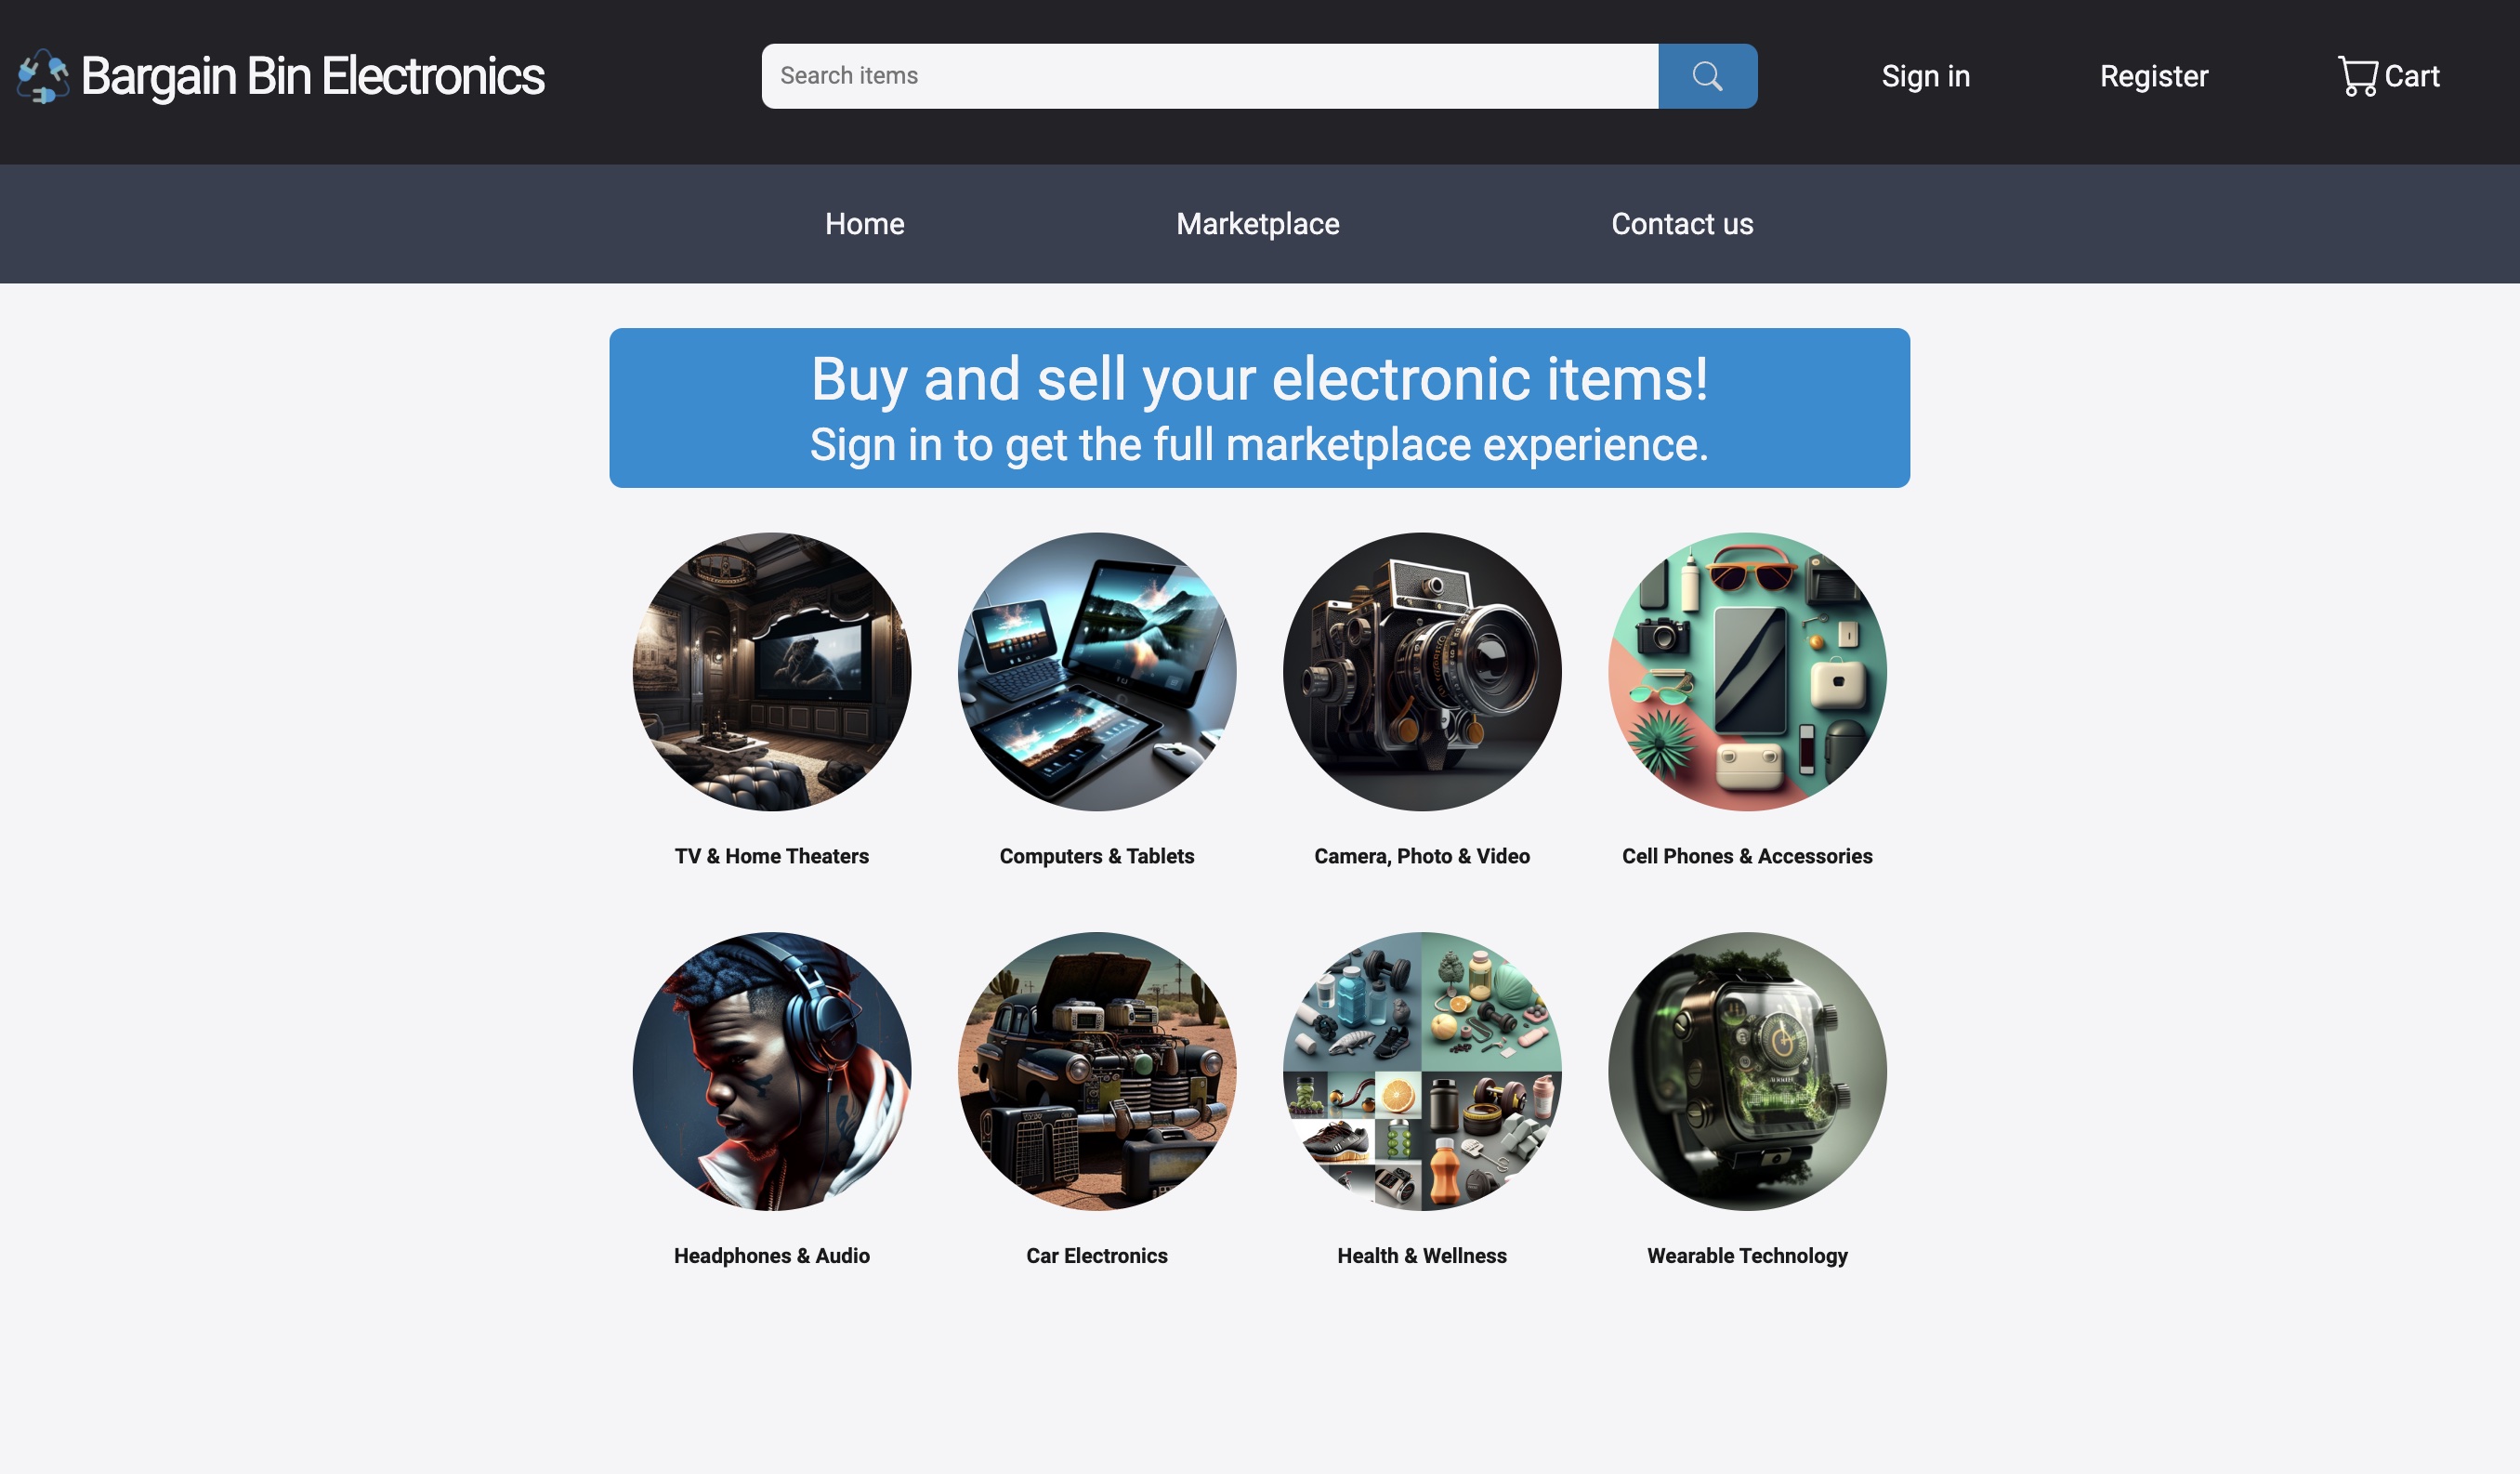 Bargain Bin Electronics
Search items
Sign in
Register
Cart
Home
Marketplace
Contact us
Buy and sell your electronic items!
Sign in to get the full marketplace experience.
TV & Home Theaters
Computers & Tablets
Camera, Photo & Video
Cell Phones & Accessories
Headphones & Audio
Car Electronics
Health & Wellness
Wearable Technology